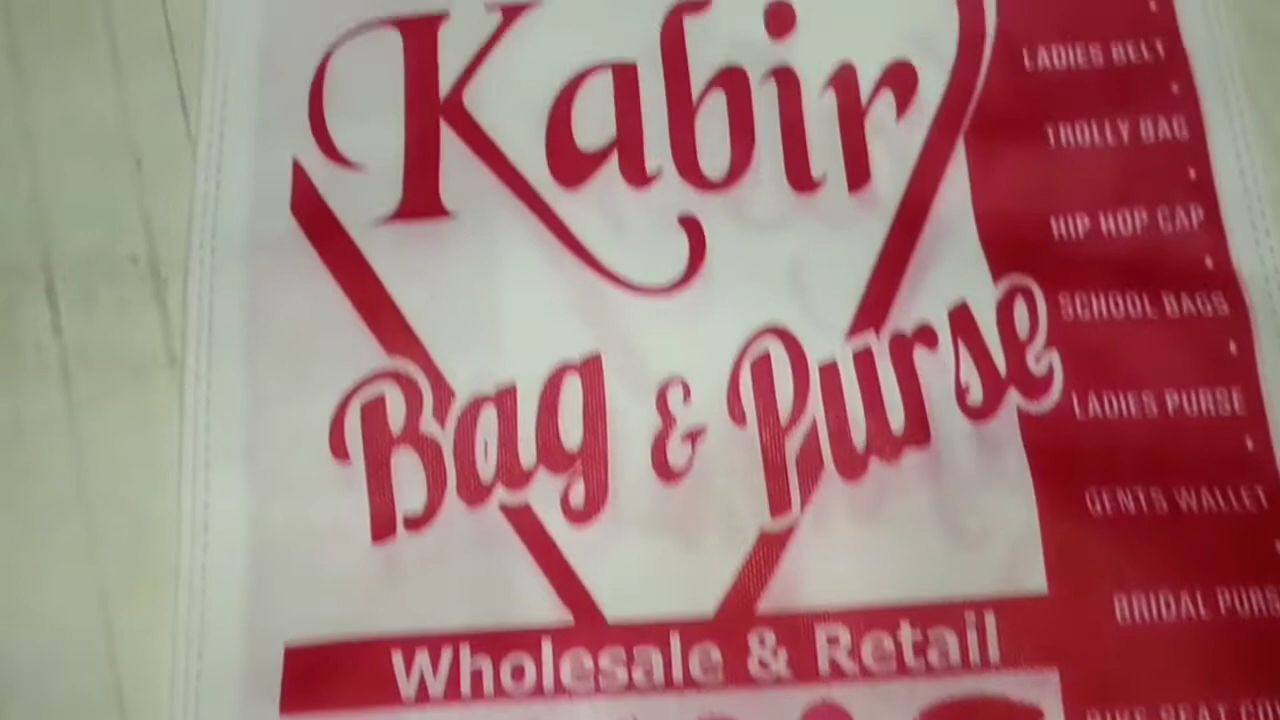 Kabir
Bag & Purse
Wholesale & Retail
LADIES BELT
TROLLY BAG
HIP HOP CAP
SCHOOL BAGS
LADIES PURSE
GENTS WALLET
BRIDAL